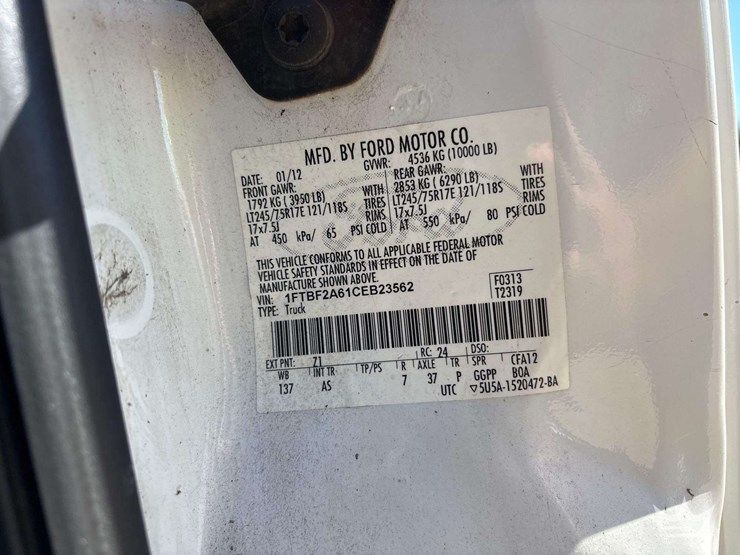 MFD. BY FORD MOTOR CO.
DATE: 01/12 GVWR: 4536 KG (10000 LB)
FRONT GAWR: REAR GAWR:
1792 KG ( 3950 LB) WITH 2853 KG ( 6290 LB) WITH
LT245/75R17E 121/118S TIRES LT245/75R17E 121/118S TIRES
17x7.5J RIMS 17x7.5J RIMS
AT 450 kPa/ 65 PSI COLD AT 550 kPa/ 80 PSI COLD
THIS VEHICLE CONFORMS TO ALL APPLICABLE FEDERAL MOTOR
VEHICLE SAFETY STANDARDS IN EFFECT ON THE DATE OF
MANUFACTURE SHOWN ABOVE.
VIN: 1FTBF2A61CEB23562 F0313
TYPE: Truck T2319
EXT PNT: Z1 RC: 24 DSO:
WB INT TR TP/PS R AXLE TR SPR CFA12
137 AS 7 37 P GGPP BOA
UTC ▽5U5A-1520472-BA